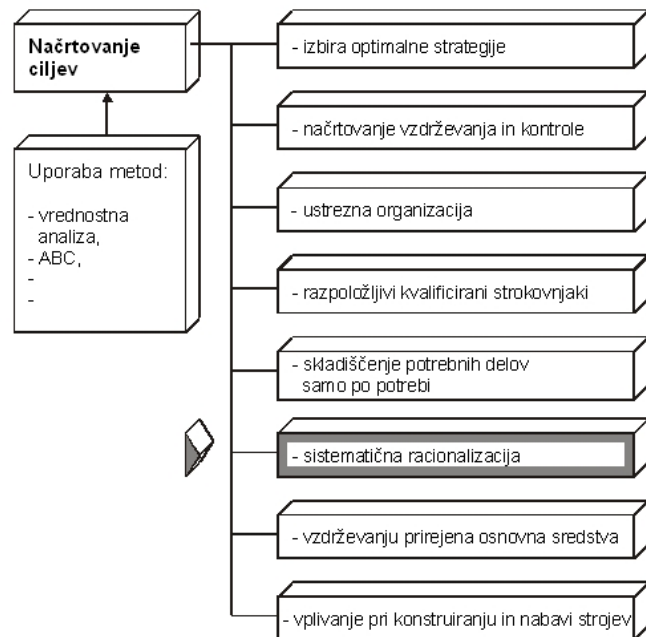 Načrtovanje
ciljev
Uporaba metod:
- vrednostna
analiza,
- ABC,
-
-
- izbira optimalne strategije
- načrtovanje vzdrževanja in kontrole
- ustrezna organizacija
- razpoložljivi kvalificirani strokovnjaki
- skladiščenje potrebnih delov
samo po potrebi
- sistematična racionalizacija
- vzdrževanju prirejena osnovna sredstva
- vplivanje pri konstruiranju in nabavi strojev